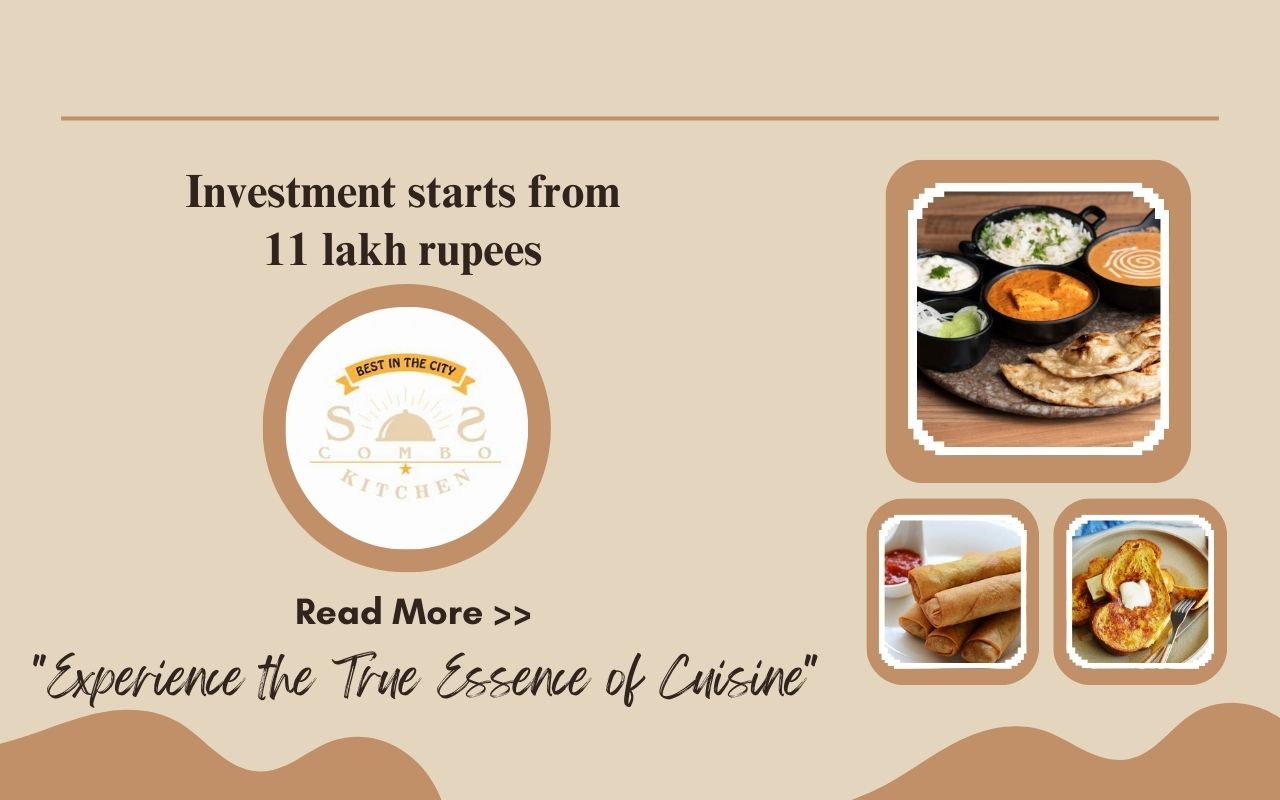 Investment starts from
11 lakh rupees
BEST IN THE CITY
S S
COMBO
KITCHEN
Read More >>
"Experience the True Essence of Cuisine"